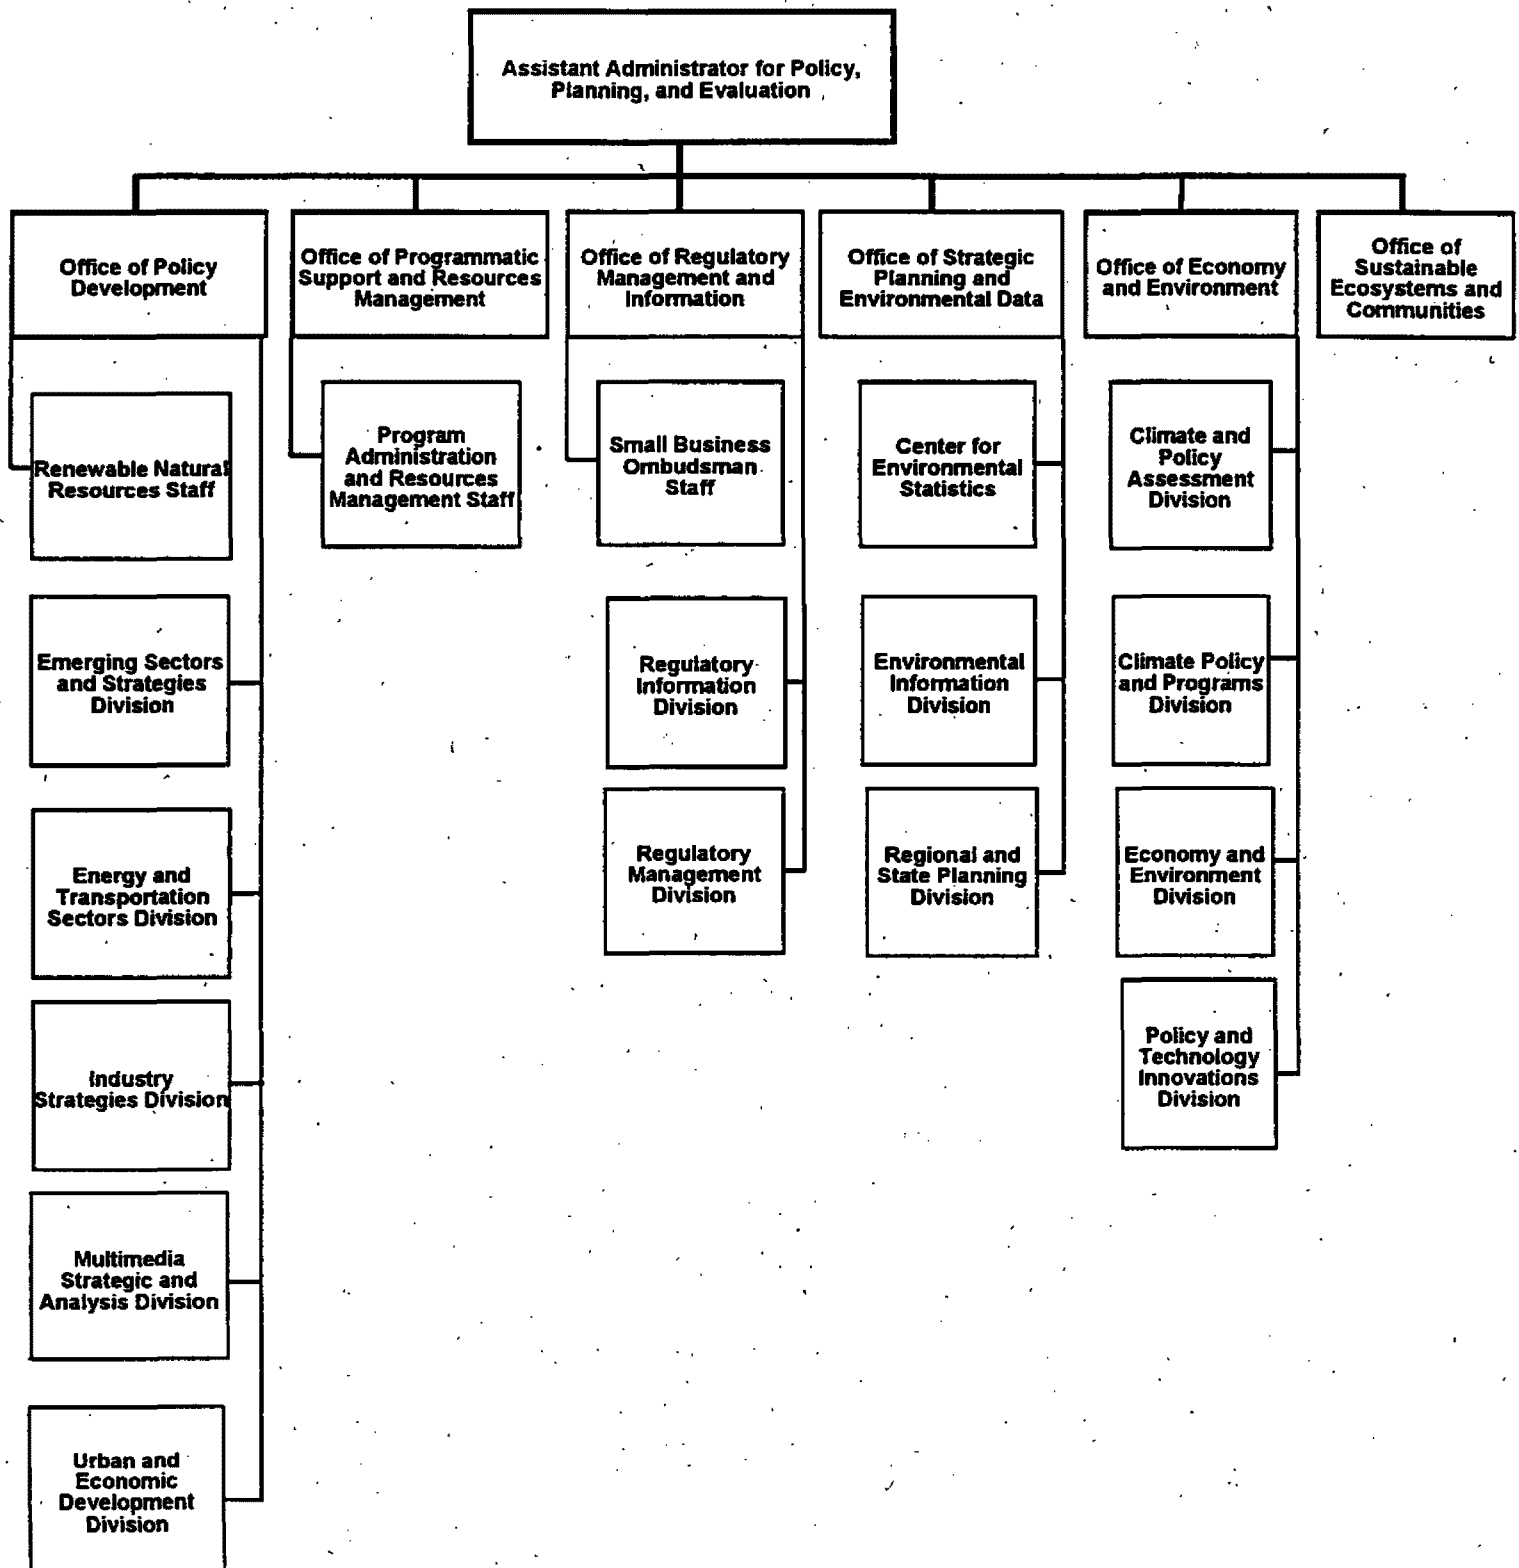 Assistant Administrator for Policy,
Planning, and Evaluation
Office of Policy
Development
Office of Programmatic
Support and Resources
Management
Office of Regulatory
Management and
Information
Office of Strategic
Planning and
Environmental Data
Office of Economy
and Environment
Office of
Sustainable
Ecosystems and
Communities
Renewable Natural
Resources Staff
Program
Administration
and Resources
Management Staff
Small Business
Ombudsman
Staff
Center for
Environmental
Statistics
Climate and
Policy
Assessment
Division
Emerging Sectors
and Strategies
Division
Regulatory
Information
Division
Environmental
Information
Division
Climate Policy
and Programs
Division
Energy and
Transportation
Sectors Division
Regulatory
Management
Division
Regional and
State Planning
Division
Economy and
Environment
Division
Industry
Strategies Division
Policy and
Technology
Innovations
Division
Multimedia
Strategic and
Analysis Division
Urban and
Economic
Development
Division